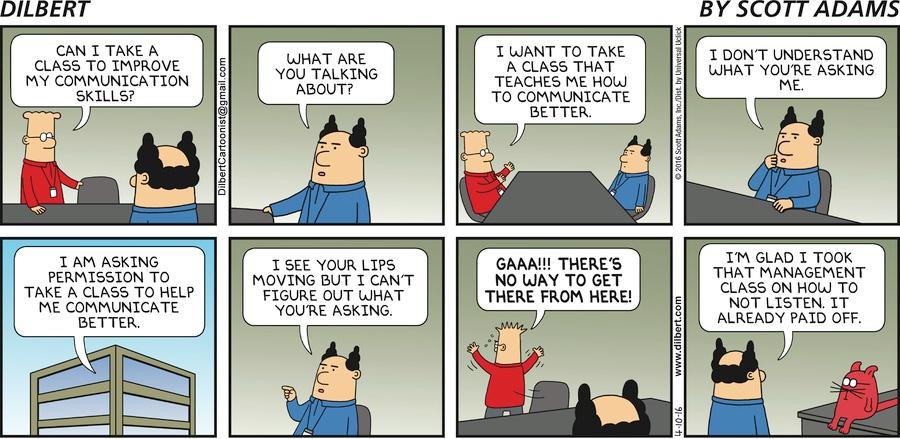 DILBERT
BY SCOTT ADAMS
CAN I TAKE A
CLASS TO IMPROVE
MY COMMUNICATION
SKILLS?
DilbertCartoonist@gmail.com
WHAT ARE
YOU TALKING
ABOUT?
I WANT TO TAKE
A CLASS THAT
TEACHES ME HOW
TO COMMUNICATE
BETTER.
© 2016 Scott Adams, Inc./Dist. by Universal Uclick
I DON'T UNDERSTAND
WHAT YOU'RE ASKING
ME.
I AM ASKING
PERMISSION TO
TAKE A CLASS TO HELP
ME COMMUNICATE
BETTER.
I SEE YOUR LIPS
MOVING BUT I CAN'T
FIGURE OUT WHAT
YOU'RE ASKING.
GAAA!!! THERE'S
NO WAY TO GET
THERE FROM HERE!
4-10-16
www.dilbert.com
I'M GLAD I TOOK
THAT MANAGEMENT
CLASS ON HOW TO
NOT LISTEN. IT
ALREADY PAID OFF.